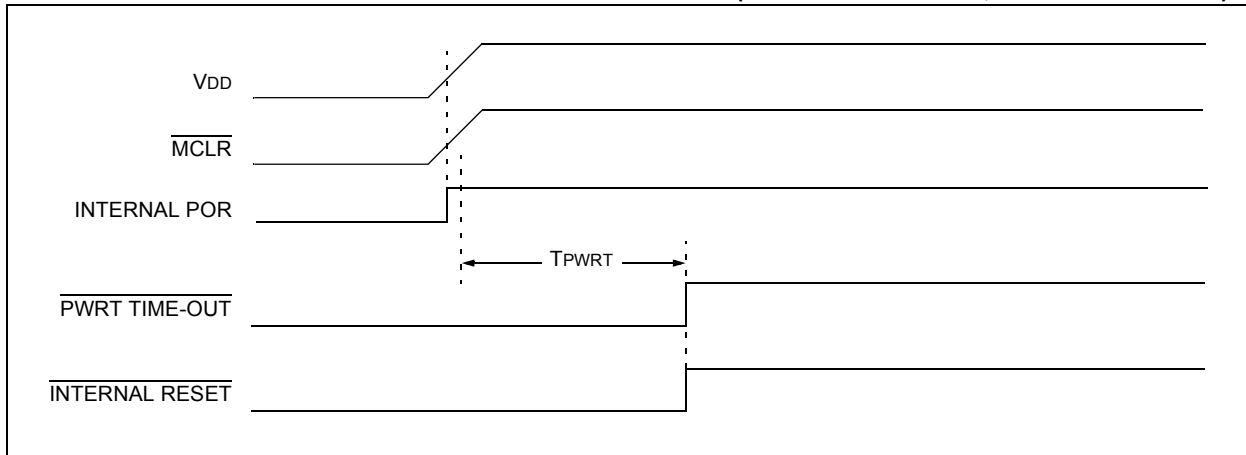 VDD
MCLR
INTERNAL POR
TPWRT
PWRT TIME-OUT
INTERNAL RESET